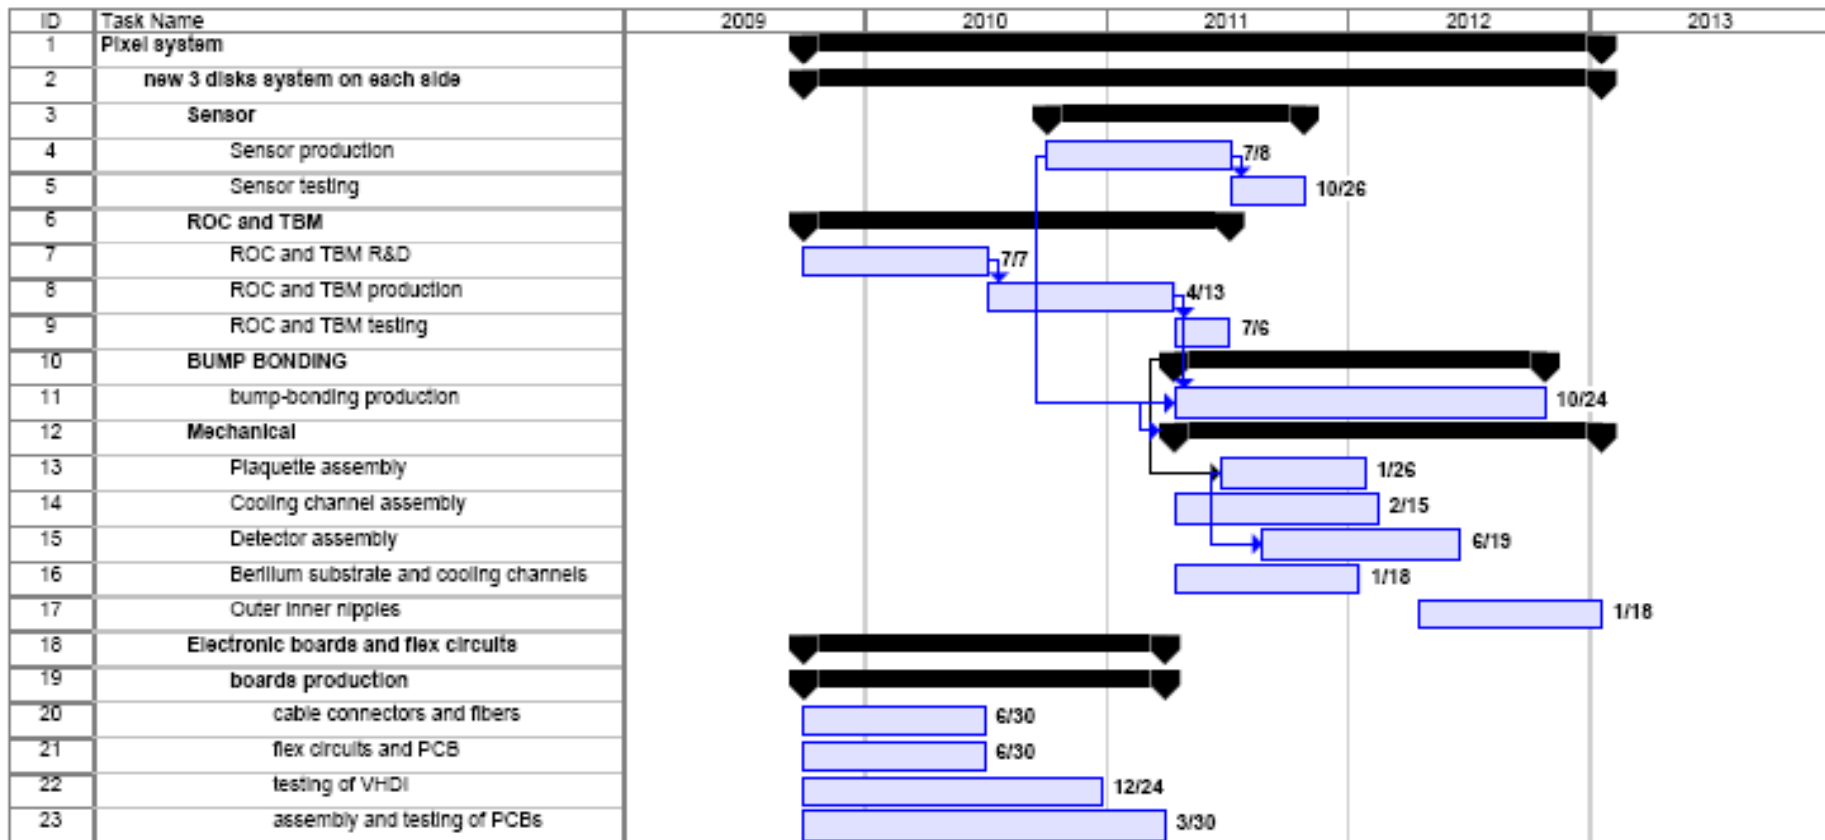 ID Task Name 2009 2010 2011 2012 2013
1 Pixel system
2 new 3 disks system on each side
3 Sensor
4 Sensor production 7/8
5 Sensor testing 10/26
6 ROC and TBM
7 ROC and TBM R&D 7/7
8 ROC and TBM production 4/13
9 ROC and TBM testing 7/6
10 BUMP BONDING
11 bump-bonding production 10/24
12 Mechanical
13 Plaquette assembly 1/26
14 Cooling channel assembly 2/15
15 Detector assembly 6/19
16 Berillum substrate and cooling channels 1/18
17 Outer inner nipples 1/18
18 Electronic boards and flex circuits
19 boards production
20 cable connectors and fibers 6/30
21 flex circuits and PCB 6/30
22 testing of VHDI 12/24
23 assembly and testing of PCBs 3/30